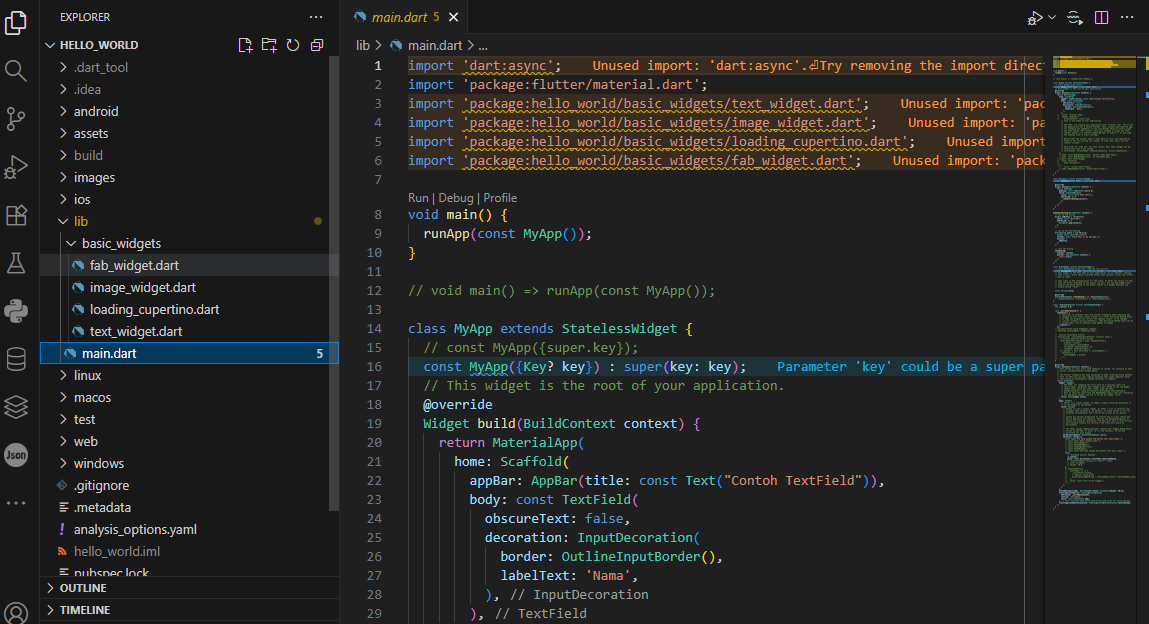 EXPLORER
HELLO_WORLD
.dart_tool
.idea
android
assets
build
images
ios
lib
basic_widgets
fab_widget.dart
image_widget.dart
loading_cupertino.dart
text_widget.dart
main.dart 5
linux
macos
test
web
windows
.gitignore
.metadata
! analysis_options.yaml
hello_world.iml
pubspec.lock
OUTLINE
TIMELINE
Json
main.dart 5
lib > main.dart > ...
1 import 'dart:async'; Unused import: 'dart:async'.⏎Try removing the import direct
2 import 'package:flutter/material.dart';
3 import 'package:hello_world/basic_widgets/text_widget.dart'; Unused import: 'pac
4 import 'package:hello_world/basic_widgets/image_widget.dart'; Unused import: 'pa
5 import 'package:hello_world/basic_widgets/loading_cupertino.dart'; Unused import
6 import 'package:hello_world/basic_widgets/fab_widget.dart'; Unused import: 'pack
7
Run | Debug | Profile
8 void main() {
9 runApp(const MyApp());
10 }
11
12 // void main() => runApp(const MyApp());
13
14 class MyApp extends StatelessWidget {
15 // const MyApp({super.key});
16 const MyApp({Key? key}) : super(key: key); Parameter 'key' could be a super pa
17 // This widget is the root of your application.
18 @override
19 Widget build(BuildContext context) {
20 return MaterialApp(
21 home: Scaffold(
22 appBar: AppBar(title: const Text("Contoh TextField")),
23 body: const TextField(
24 obscureText: false,
25 decoration: InputDecoration(
26 border: OutlineInputBorder(),
27 labelText: 'Nama',
28 ), // InputDecoration
29 ), // TextField